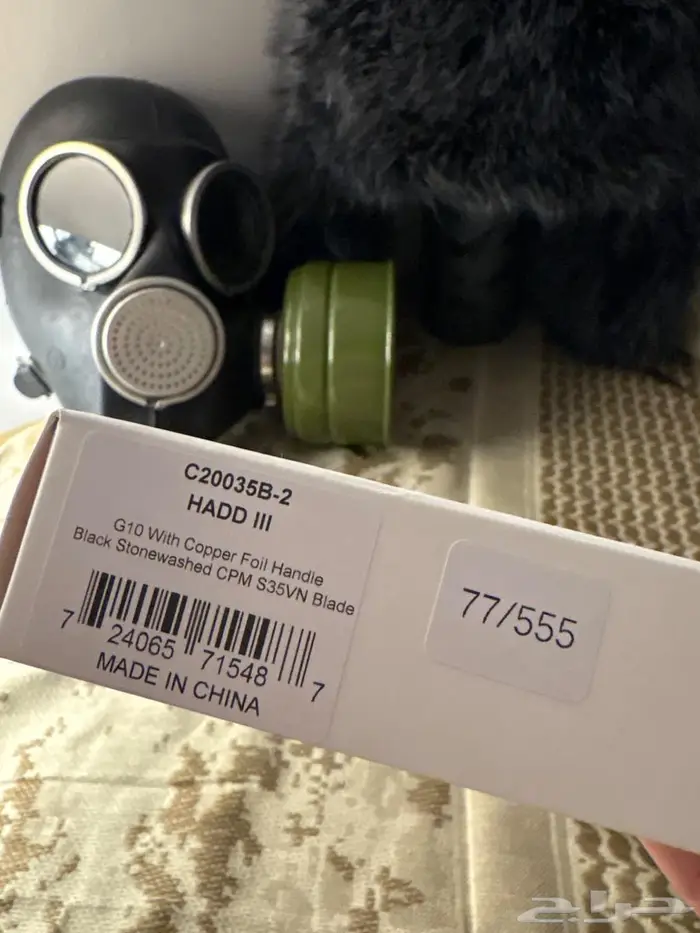 C20035B-2
HADD III
G10 With Copper Foil Handle
Black Stonewashed CPM S35VN Blade
7 24065 71548 7
MADE IN CHINA
77/555
حراج